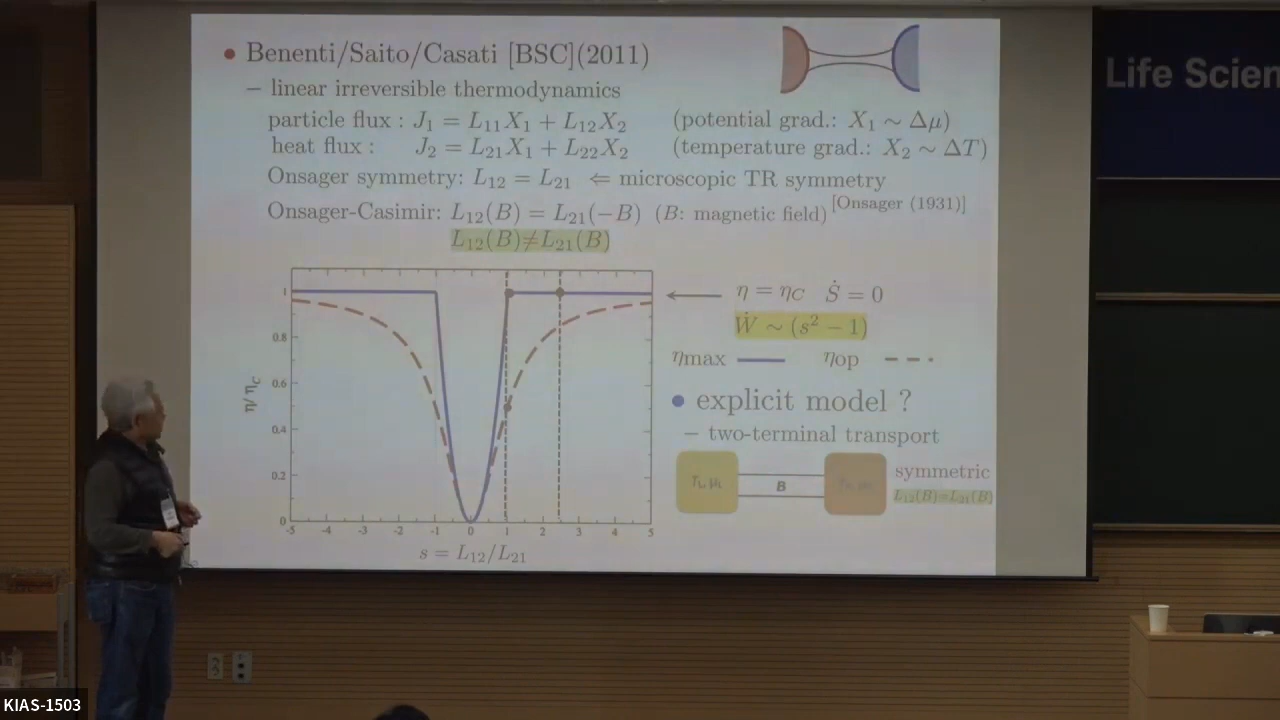 • Benenti/Saito/Casati [BSC](2011)
– linear irreversible thermodynamics
particle flux : J₁ = L₁₁X₁ + L₁₂X₂ (potential grad.: X₁ ∼ Δμ)
heat flux : J₂ = L₂₁X₁ + L₂₂X₂ (temperature grad.: X₂ ∼ ΔT)
Onsager symmetry: L₁₂ = L₂₁ ⇐ microscopic TR symmetry
Onsager-Casimir: L₁₂(B) = L₂₁(−B) (B: magnetic field) [Onsager (1931)]
L₁₂(B)≠L₂₁(B)
η = η_C Ṡ = 0
Ẇ ∼ (s² − 1)
ηmax ηop
• explicit model ?
– two-terminal transport
B
symmetric
L₁₂(B)=L₂₁(B)
η/η_C
1
0.8
0.6
0.4
0.2
0
-5 -4 -3 -2 -1 0 1 2 3 4 5
s = L₁₂/L₂₁
Life Scien
KIAS-1503